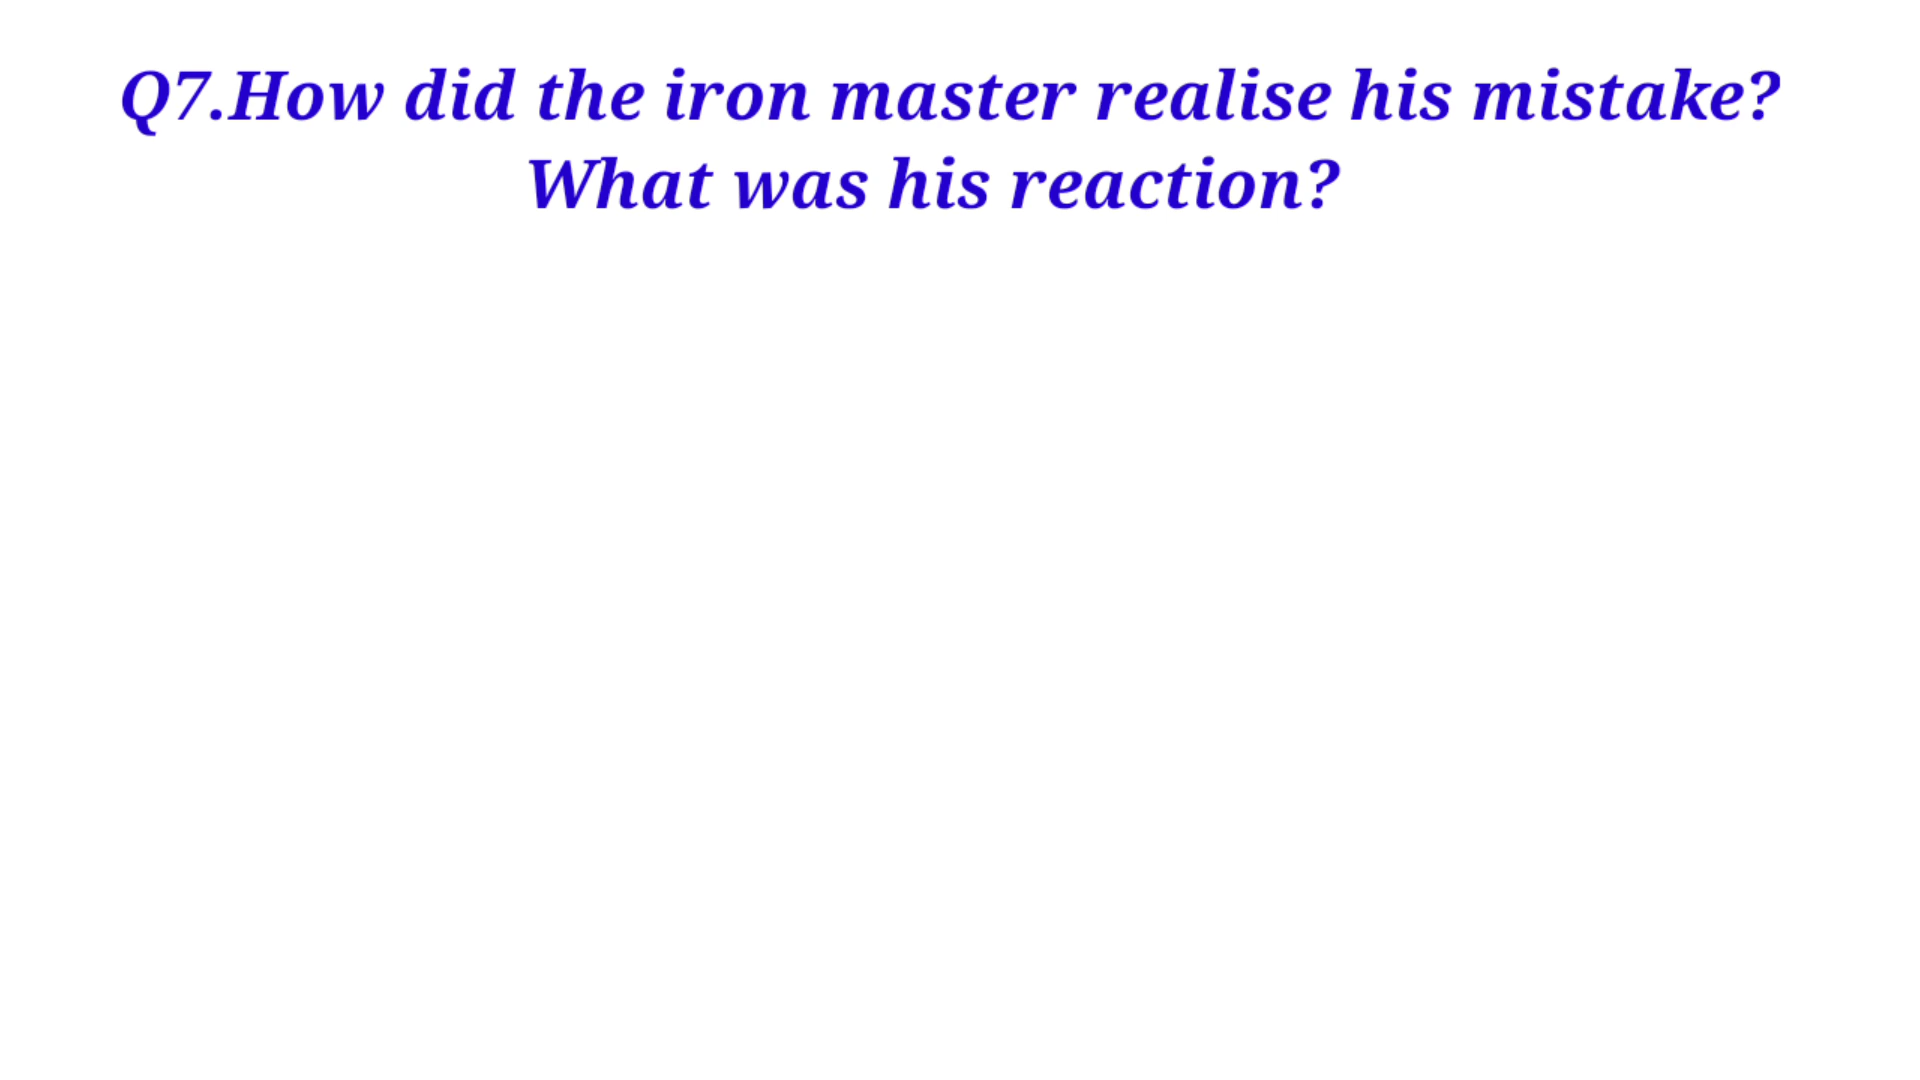 Q7.How did the iron master realise his mistake?
What was his reaction?